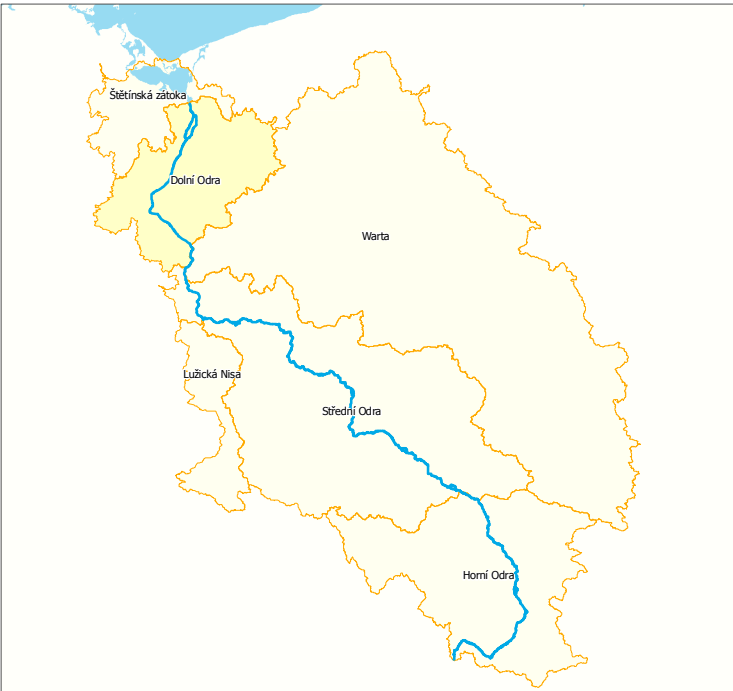 Štětínská zátoka
Dolní Odra
Warta
Lužická Nisa
Střední Odra
Horní Odra